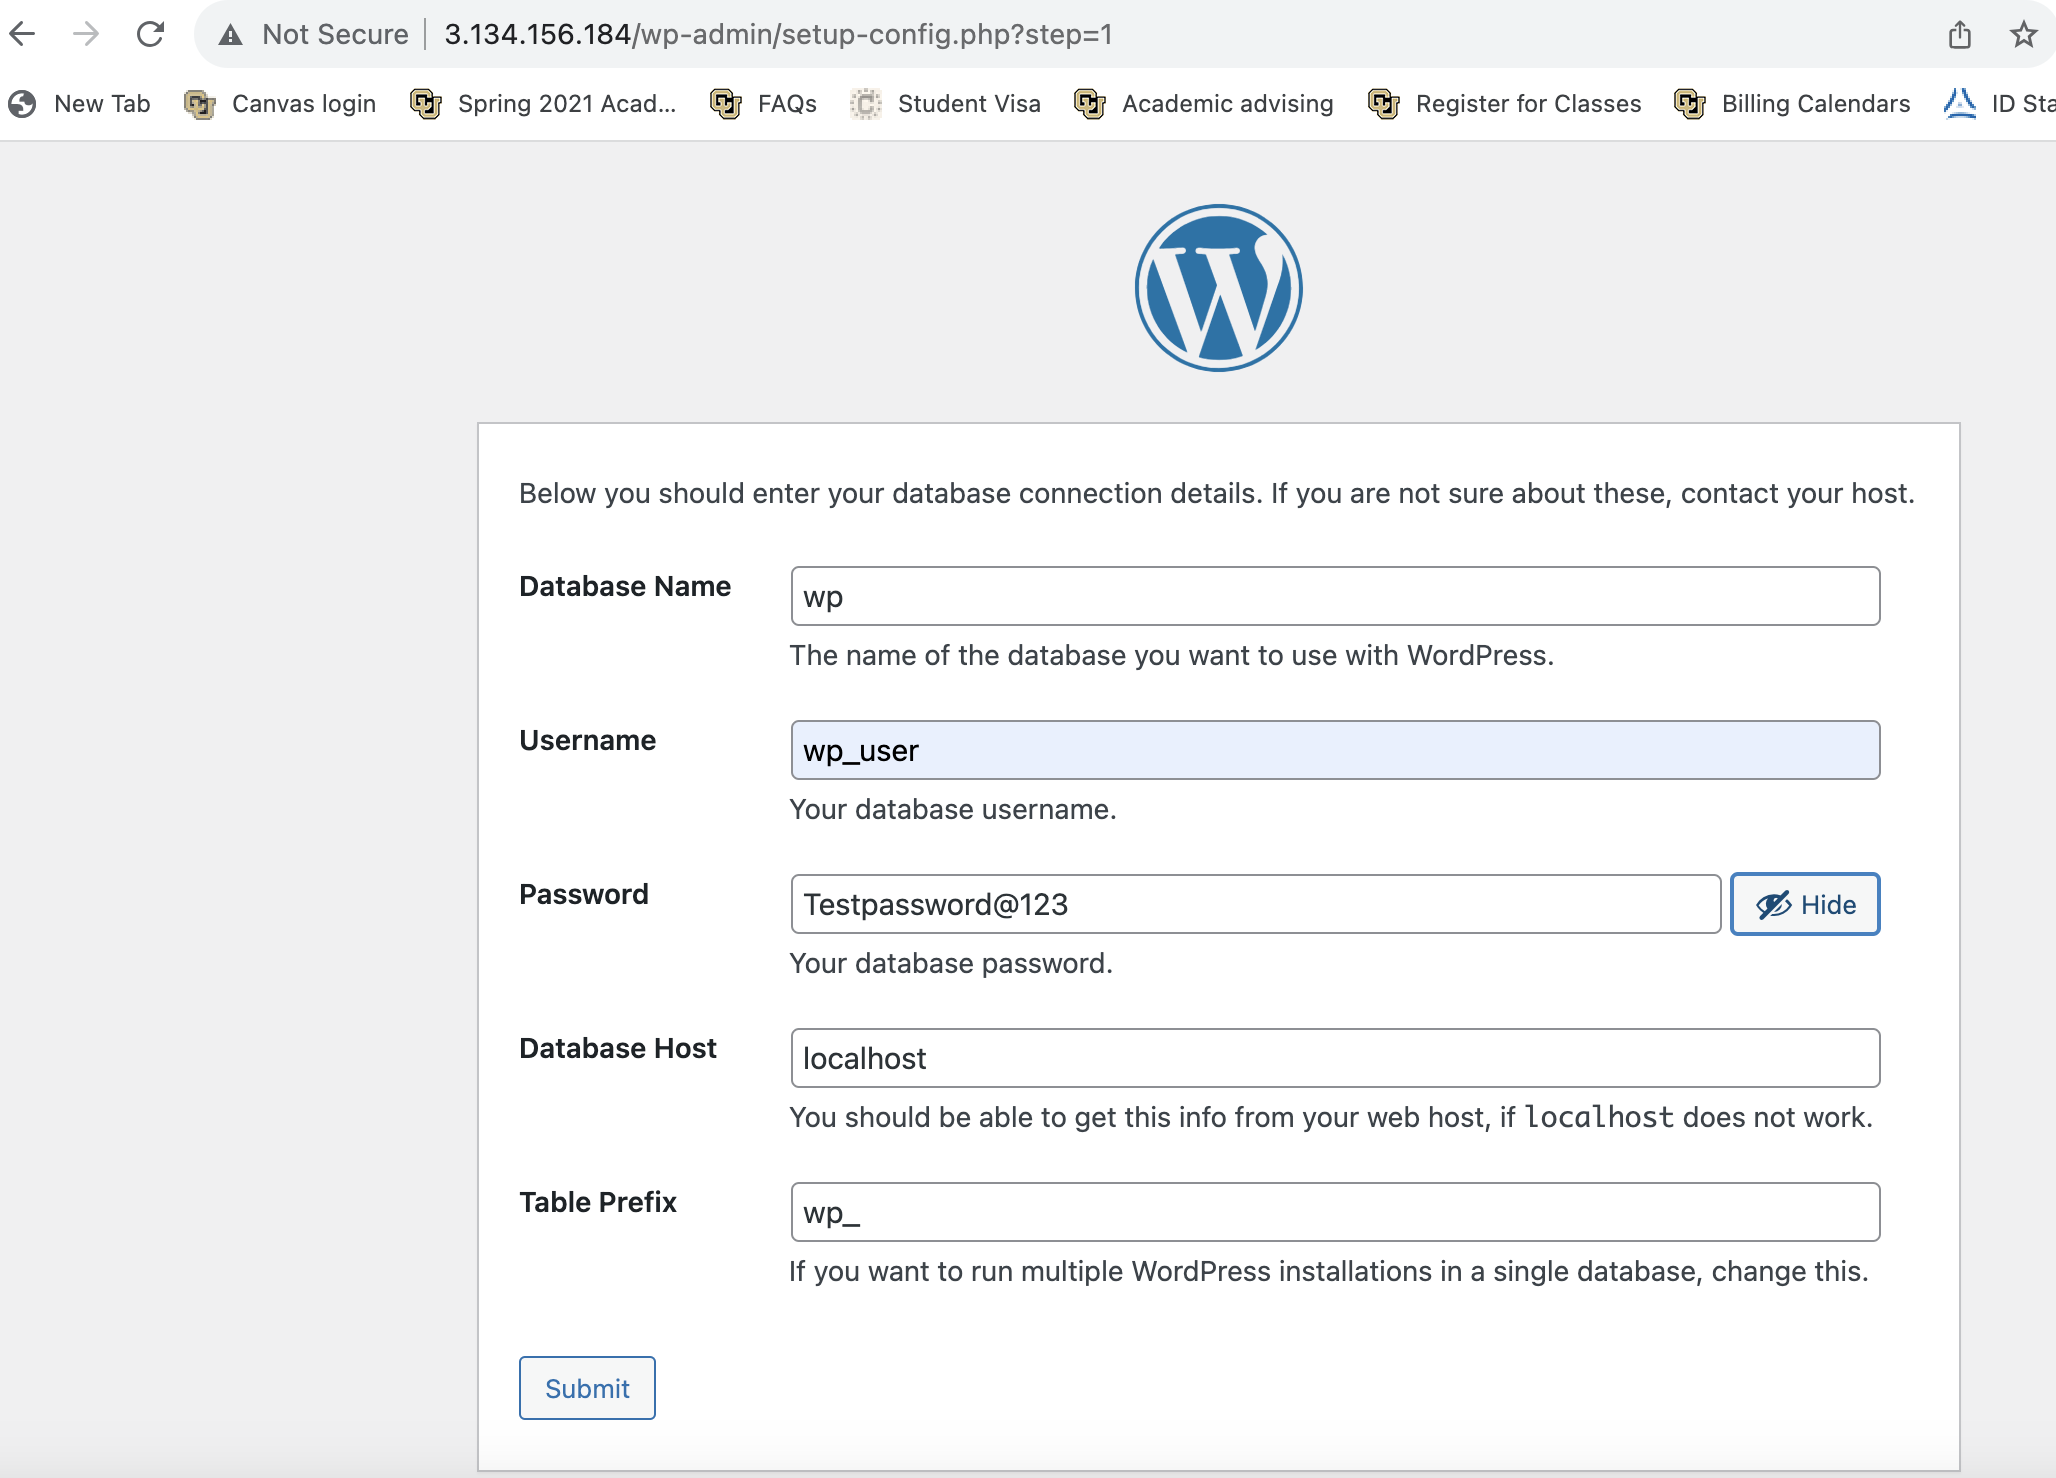 Not Secure 3.134.156.184/wp-admin/setup-config.php?step=1
New Tab Canvas login Spring 2021 Acad... FAQs Student Visa Academic advising Register for Classes Billing Calendars ID Sta
Below you should enter your database connection details. If you are not sure about these, contact your host.
Database Name wp
The name of the database you want to use with WordPress.
Username wp_user
Your database username.
Password Testpassword@123 Hide
Your database password.
Database Host localhost
You should be able to get this info from your web host, if localhost does not work.
Table Prefix wp_
If you want to run multiple WordPress installations in a single database, change this.
Submit